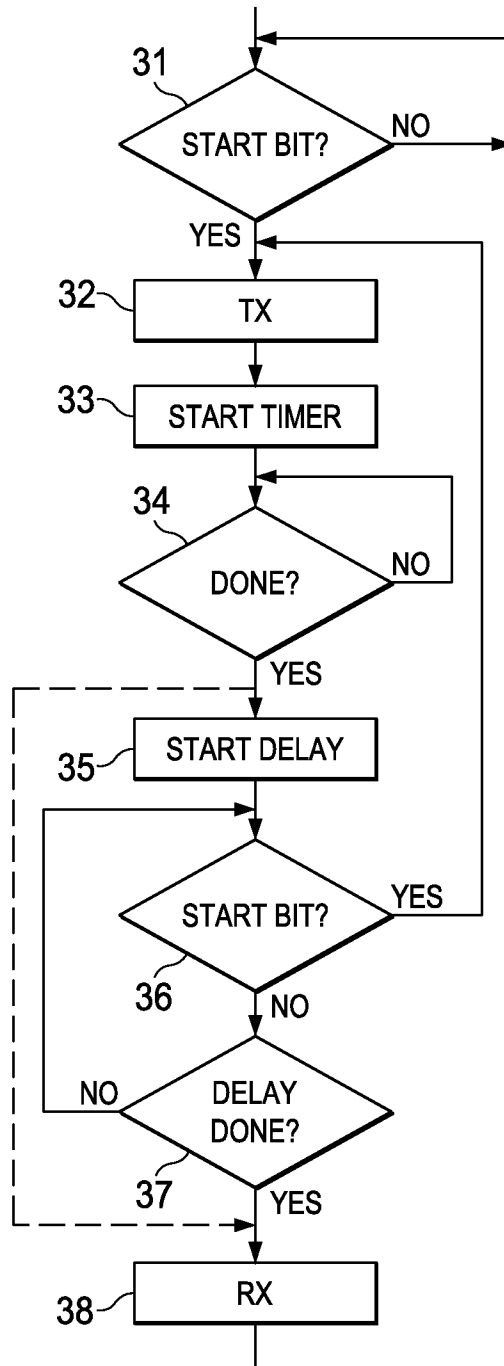 31
START BIT?
NO
YES
32
TX
33
START TIMER
34
DONE?
NO
YES
35
START DELAY
START BIT?
YES
36
NO
NO
DELAY
DONE?
37
YES
38
RX